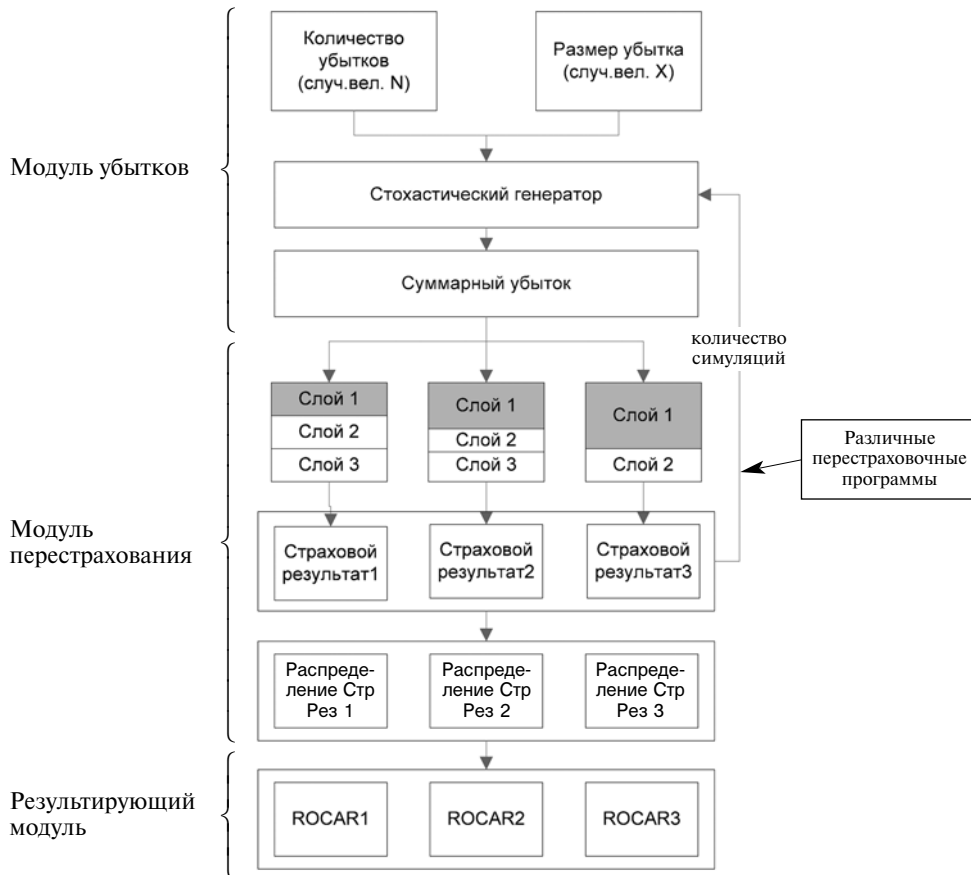 Количество
убытков
(случ.вел. N)
Размер убытка
(случ.вел. X)
Модуль убытков
Стохастический генератор
Суммарный убыток
количество
симуляций
Слой 1
Слой 2
Слой 3
Слой 1
Слой 2
Слой 3
Слой 1
Слой 2
Различные
перестраховочные
программы
Модуль
перестрахования
Страховой
результат1
Страховой
результат2
Страховой
результат3
Распреде-
ление Стр
Рез 1
Распреде-
ление Стр
Рез 2
Распреде-
ление Стр
Рез 3
Результирующий
модуль
ROCAR1
ROCAR2
ROCAR3